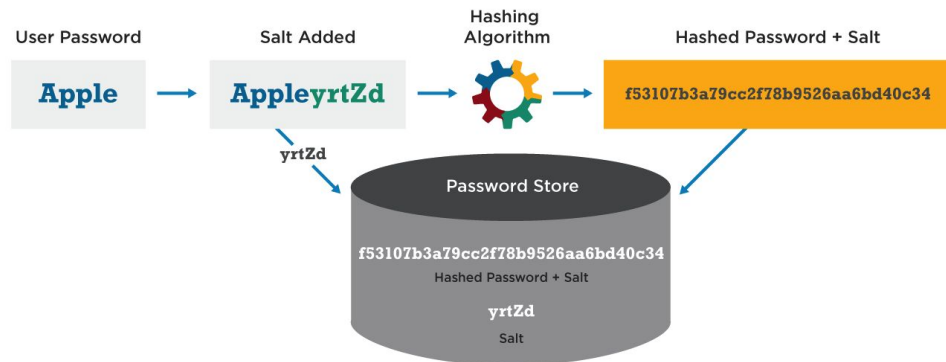 User Password
Salt Added
Hashing
Algorithm
Hashed Password + Salt
Apple
AppleyrtZd
f53107b3a79cc2f78b9526aa6bd40c34
yrtZd
Password Store
f53107b3a79cc2f78b9526aa6bd40c34
Hashed Password + Salt
yrtZd
Salt